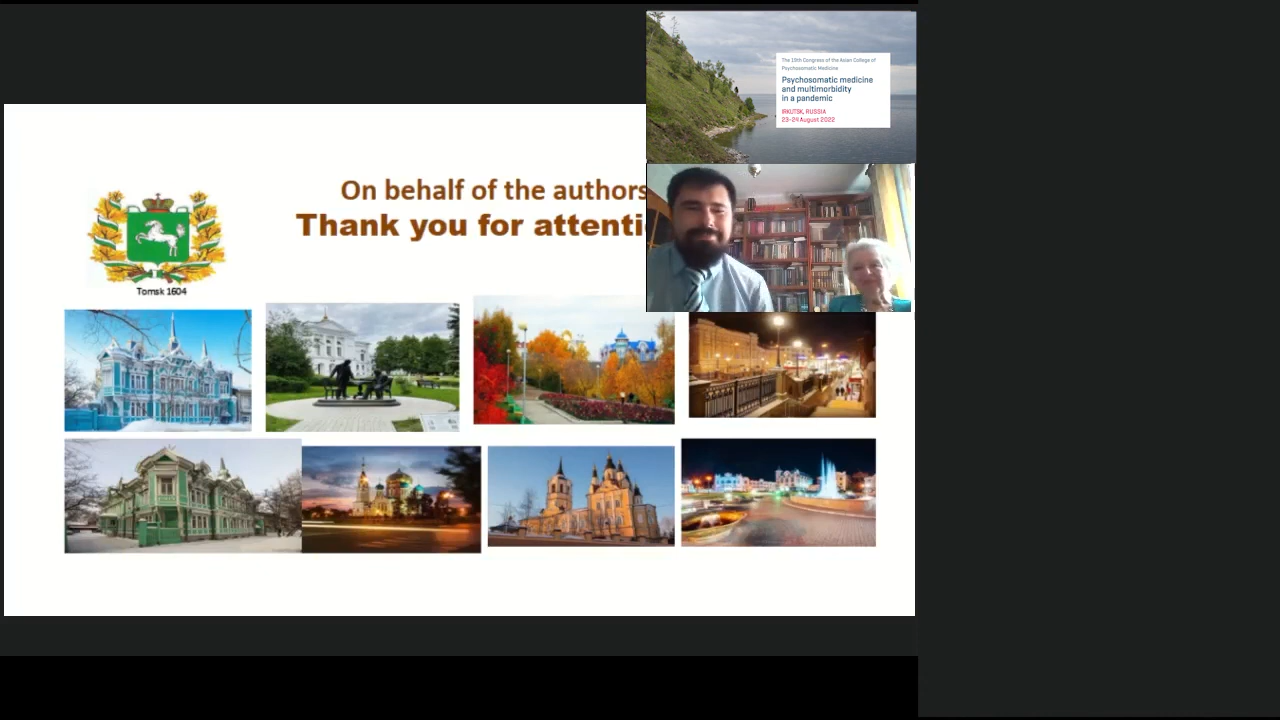 The 19th Congress of the Asian College of
Psychosomatic Medicine
Psychosomatic medicine
and multimorbidity
in a pandemic
IRKUTSK, RUSSIA
23-24 August 2022
On behalf of the authors
Thank you for attenti
Tomsk 1604